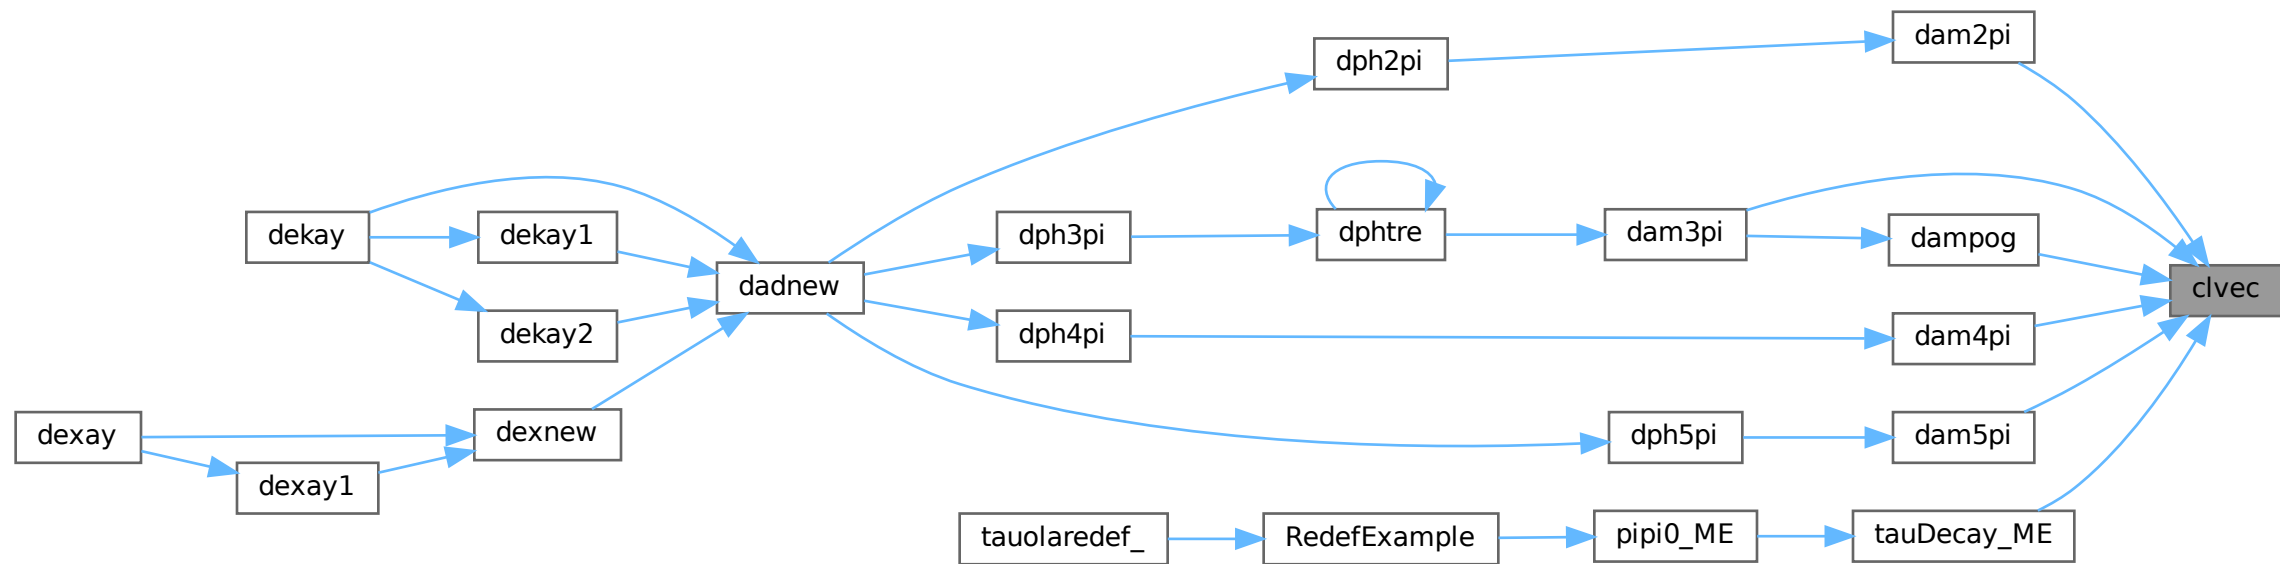 dam2pi
dph2pi
dekay
dekay1
dph3pi
dphtre
dam3pi
dampog
dadnew
clvec
dekay2
dph4pi
dam4pi
dexay
dexnew
dph5pi
dam5pi
dexay1
tauolaredef_
RedefExample
pipi0_ME
tauDecay_ME